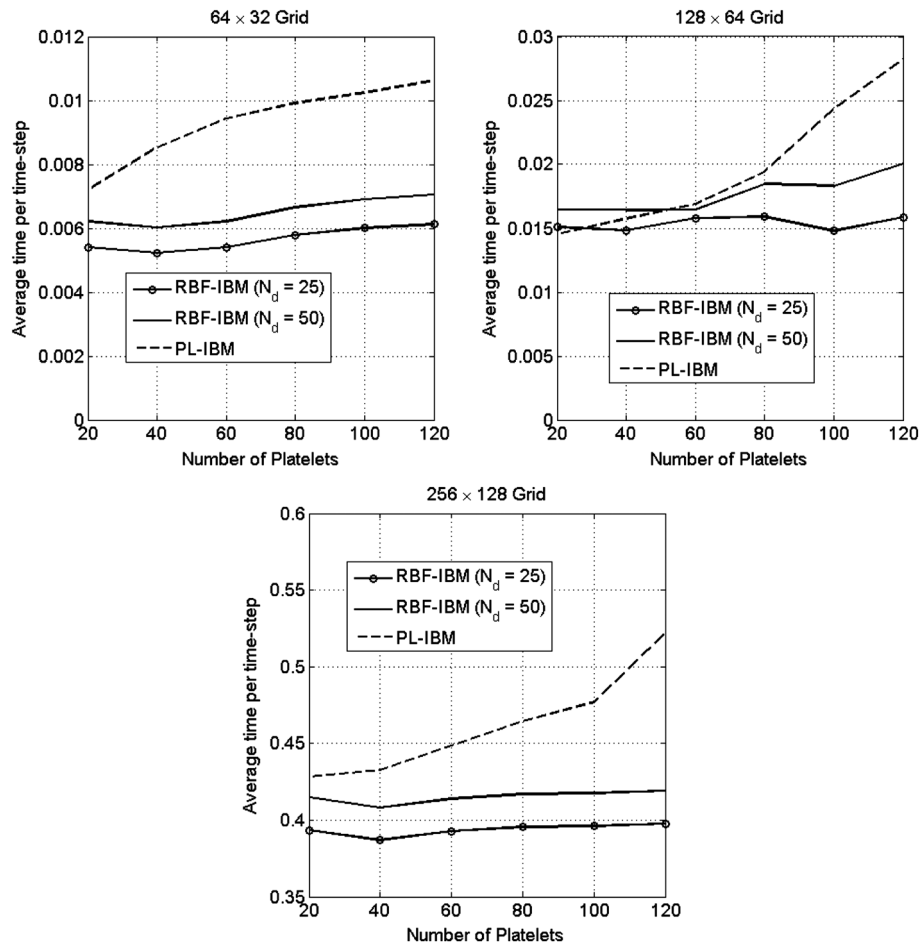 64 × 32 Grid
0.012
0.01
0.008
0.006
0.004
0.002
0
Average time per time-step
RBF-IBM (N_d = 25)
RBF-IBM (N_d = 50)
PL-IBM
20 40 60 80 100 120
Number of Platelets
128 × 64 Grid
0.03
0.025
0.02
0.015
0.01
0.005
0
Average time per time-step
RBF-IBM (N_d = 25)
RBF-IBM (N_d = 50)
PL-IBM
20 40 60 80 100 120
Number of Platelets
256 × 128 Grid
0.6
0.55
0.5
0.45
0.4
0.35
Average time per time-step
RBF-IBM (N_d = 25)
RBF-IBM (N_d = 50)
PL-IBM
20 40 60 80 100 120
Number of Platelets